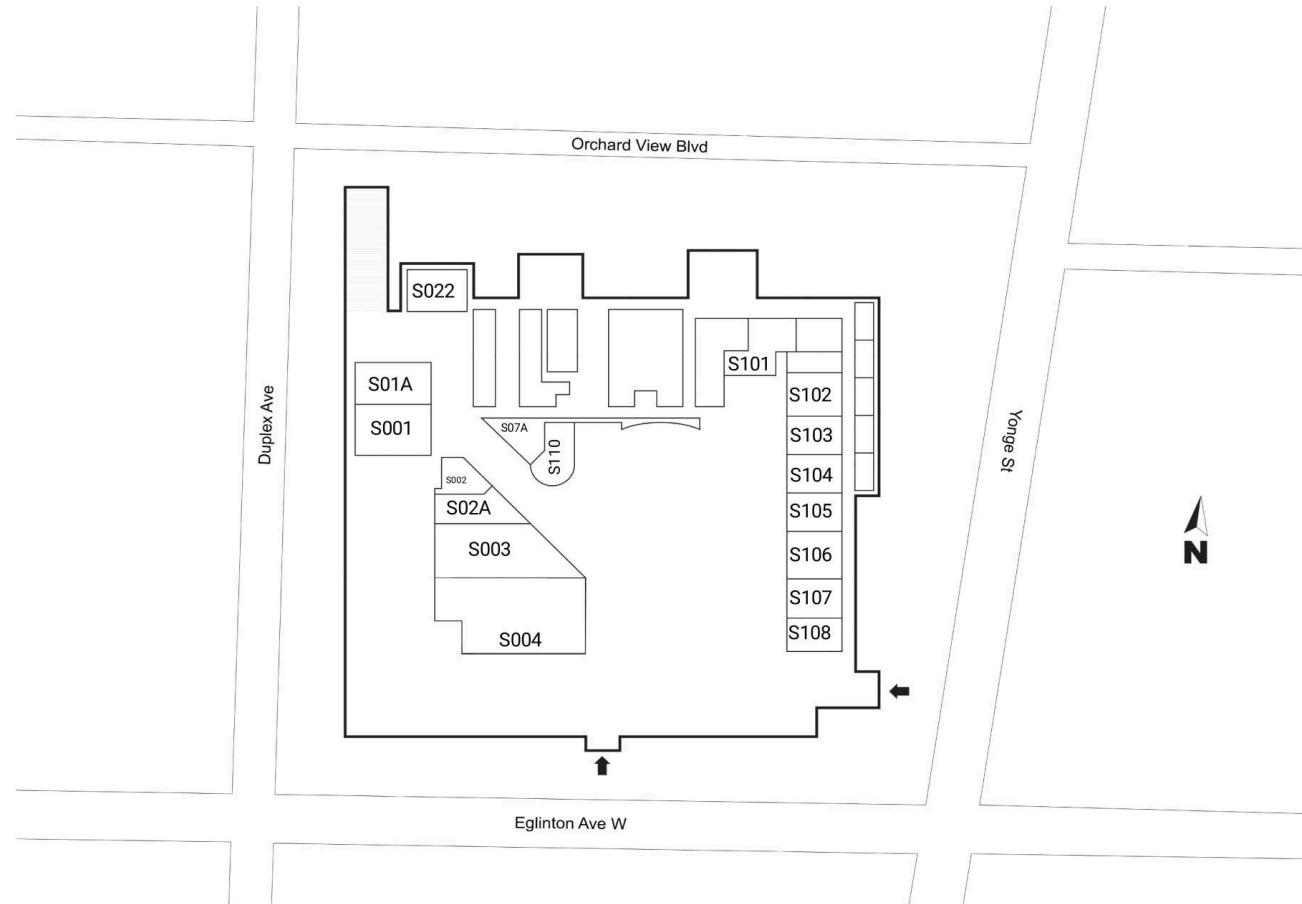 Orchard View Blvd
S022
S101
S01A
S102
S001
S07A
S110
S103
S002
S104
S02A
S105
S003
S106
S107
S004
S108
Duplex Ave
Yonge St
N
Eglinton Ave W